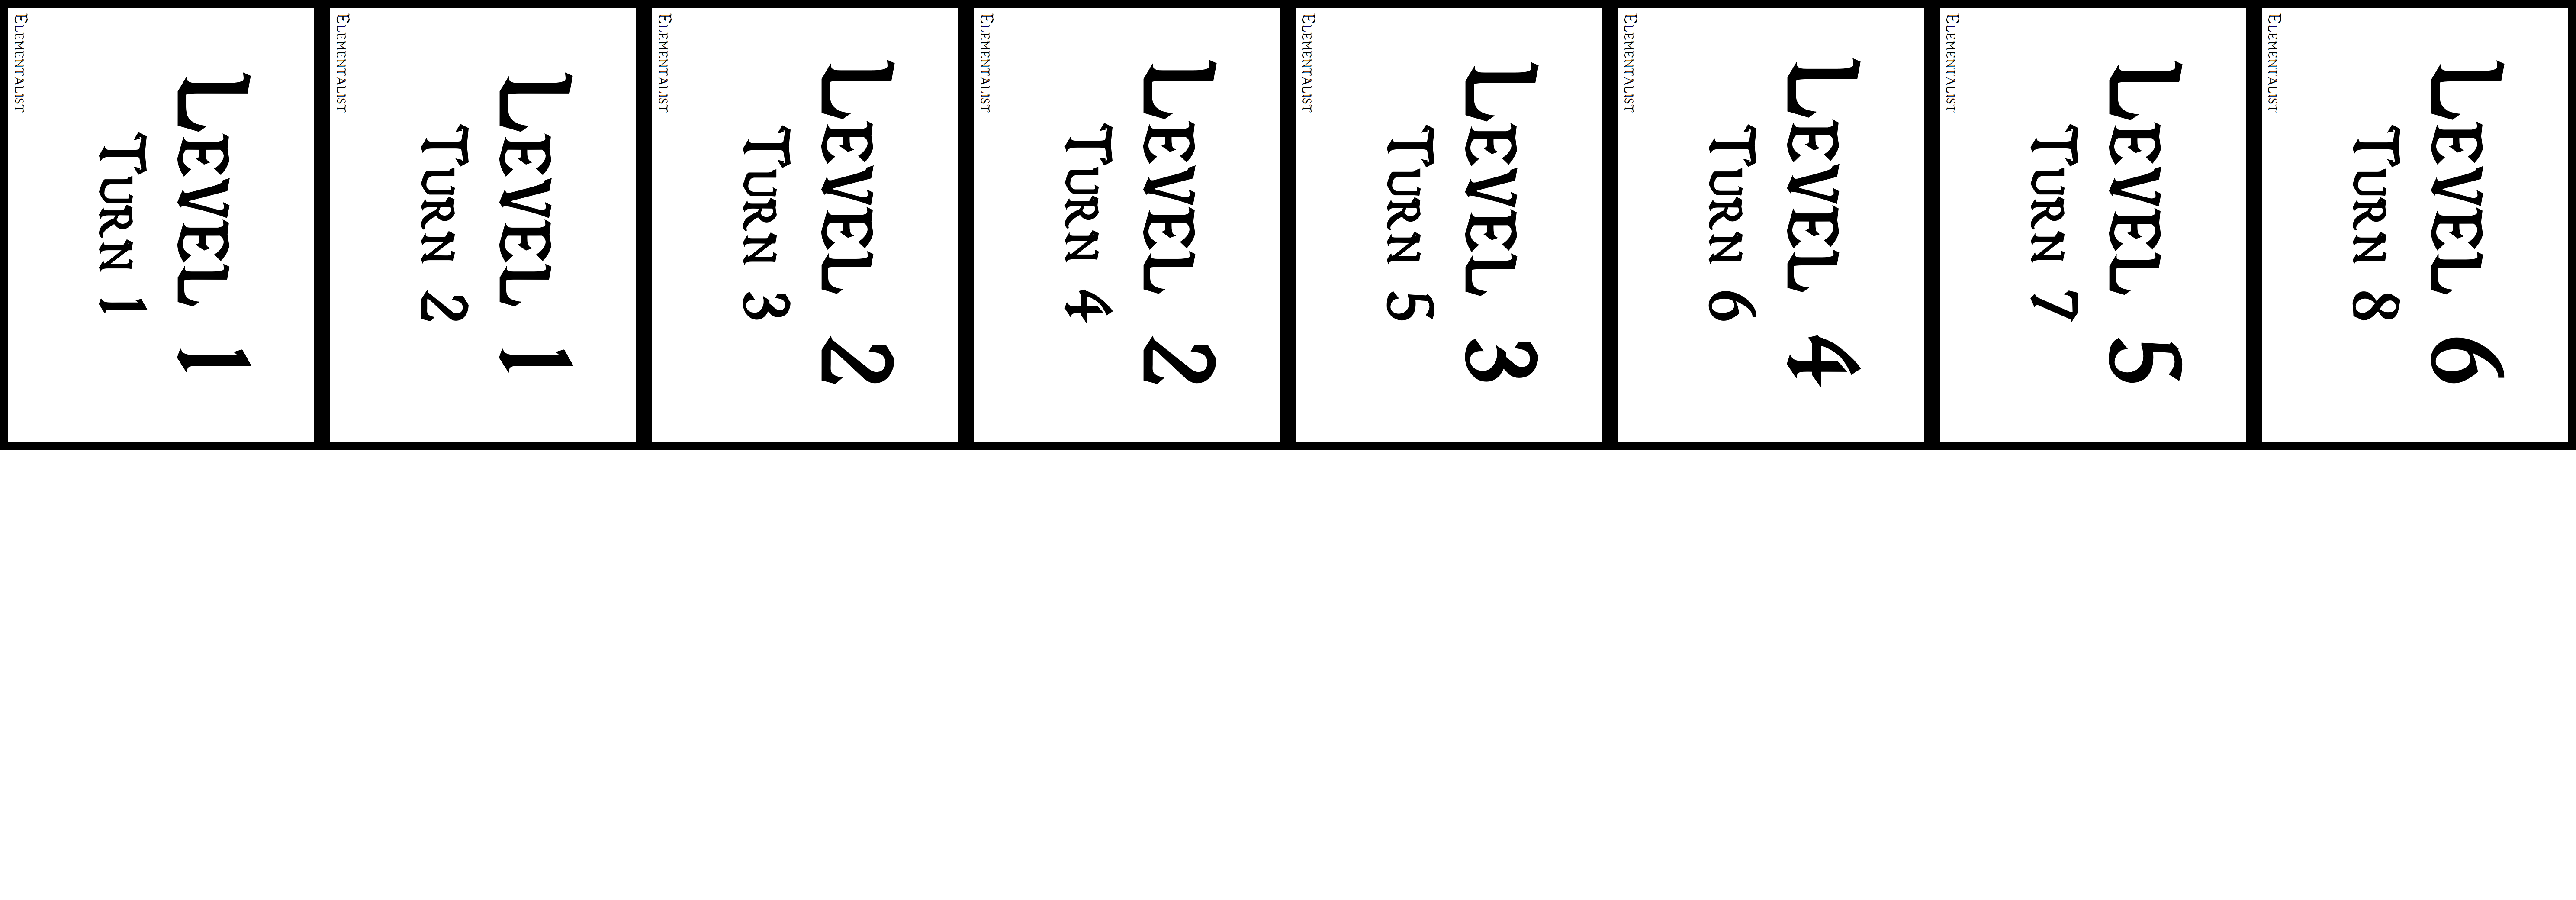 Elementalist
Level 1
Turn 1
Elementalist
Level 1
Turn 2
Elementalist
Level 2
Turn 3
Elementalist
Level 2
Turn 4
Elementalist
Level 3
Turn 5
Elementalist
Level 4
Turn 6
Elementalist
Level 5
Turn 7
Elementalist
Level 6
Turn 8